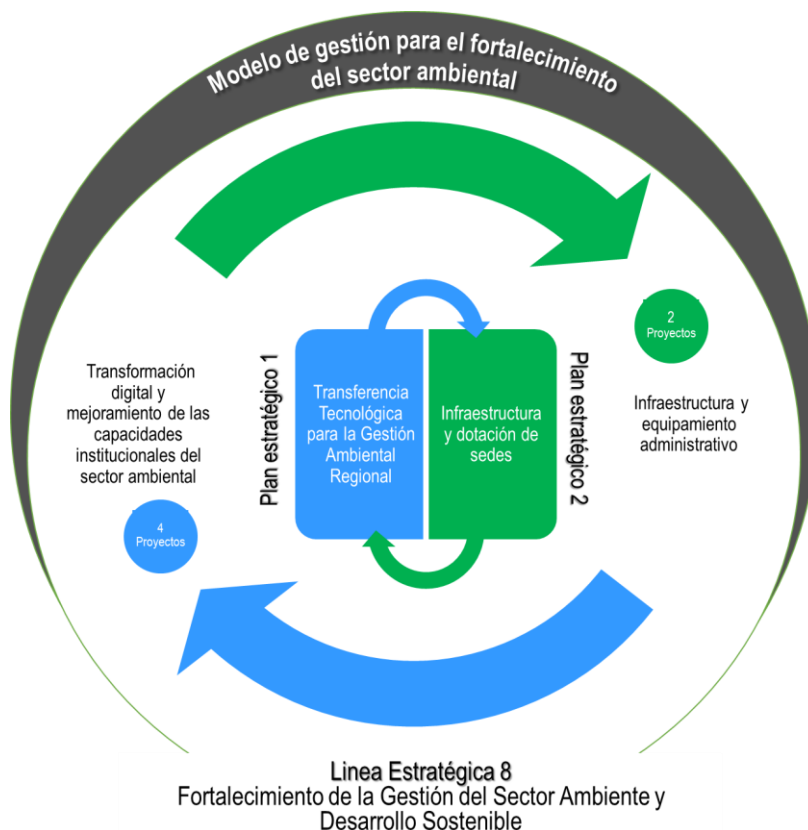 Modelo de gestión para el fortalecimiento
del sector ambiental
2
Proyectos
Transformación
digital y
mejoramiento de las
capacidades
institucionales del
sector ambiental
4
Proyectos
Plan estratégico 1
Transferencia
Tecnológica
para la Gestión
Ambiental
Regional
Infraestructura
y dotación de
sedes
Plan estratégico 2
Infraestructura y
equipamiento
administrativo
Linea Estratégica 8
Fortalecimiento de la Gestión del Sector Ambiente y
Desarrollo Sostenible